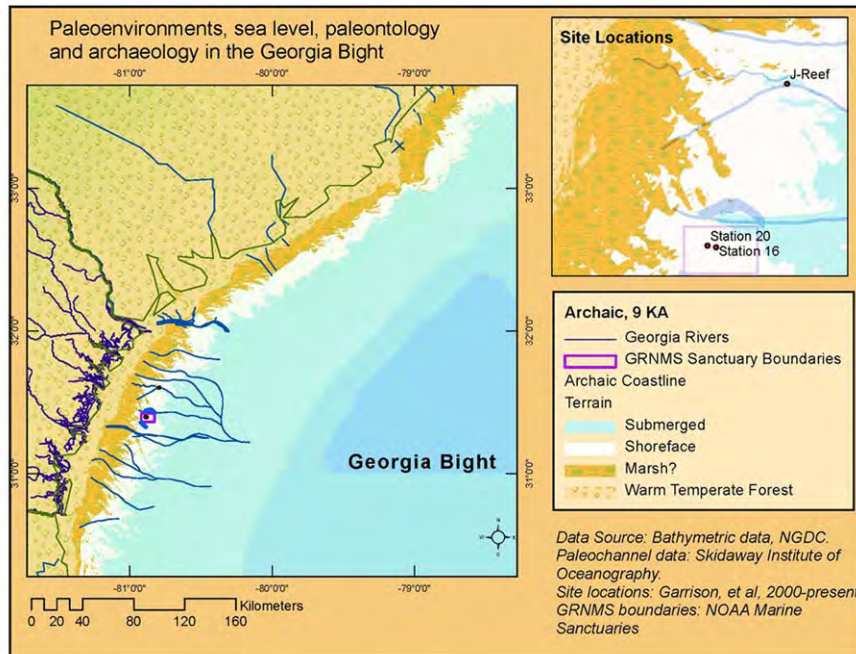 Paleoenvironments, sea level, paleontology
and archaeology in the Georgia Bight
-81°0'0"
-80°0'0"
-79°0'0"
33°0'0"
33°0'0"
32°0'0"
32°0'0"
31°0'0"
31°0'0"
Georgia Bight
N
W
E
S
-81°0'0"
-80°0'0"
-79°0'0"
Kilometers
0 20 40 80 120 160
Site Locations
J-Reef
Station 20
Station 16
Archaic, 9 KA
Georgia Rivers
GRNMS Sanctuary Boundaries
Archaic Coastline
Terrain
Submerged
Shoreface
Marsh?
Warm Temperate Forest
Data Source: Bathymetric data, NGDC.
Paleochannel data: Skidaway Institute of
Oceanography.
Site locations: Garrison, et al, 2000-present
GRNMS boundaries: NOAA Marine
Sanctuaries